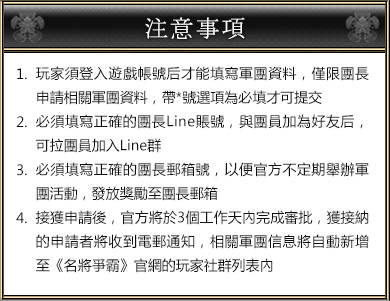 注意事項
1. 玩家須登入遊戲帳號后才能填寫軍團資料，僅限團長
申請相關軍團資料，帶*號選項為必填才可提交
2. 必須填寫正確的團長Line賬號，與團員加為好友后，
可拉團員加入Line群
3. 必須填寫正確的團長郵箱號，以便官方不定期舉辦軍
團活動，發放獎勵至團長郵箱
4. 接獲申請後，官方將於3個工作天內完成審批，獲接納
的申請者將收到電郵通知，相關軍團信息將自動新增
至《名將爭霸》官網的玩家社群列表內